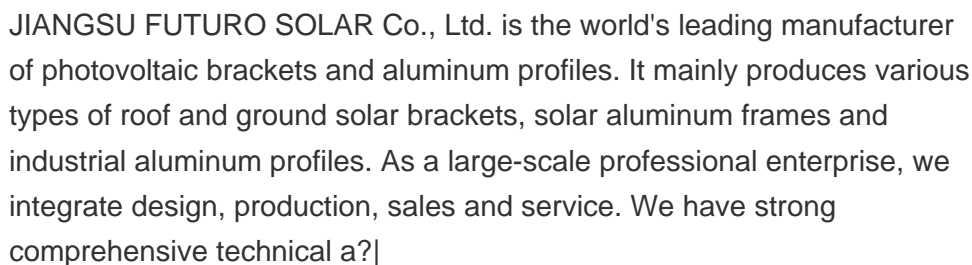 JIANGSU FUTURO SOLAR Co., Ltd. is the world's leading manufacturer
of photovoltaic brackets and aluminum profiles. It mainly produces various
types of roof and ground solar brackets, solar aluminum frames and
industrial aluminum profiles. As a large-scale professional enterprise, we
integrate design, production, sales and service. We have strong
comprehensive technical a?|